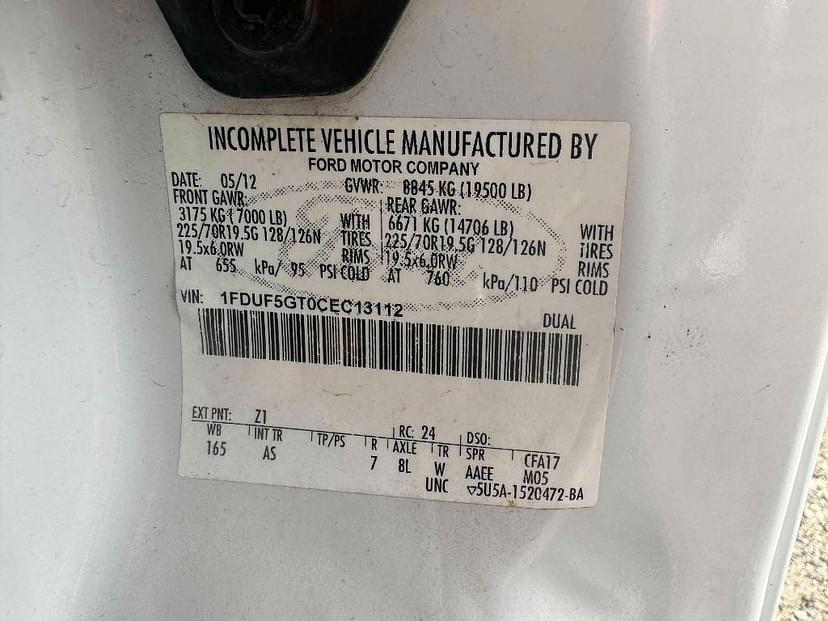 INCOMPLETE VEHICLE MANUFACTURED BY
FORD MOTOR COMPANY
DATE: 05/12 GVWR: 8845 KG (19500 LB)
FRONT GAWR: REAR GAWR:
3175 KG (7000 LB) WITH 6671 KG (14706 LB) WITH
225/70R19.5G 128/126N TIRES 225/70R19.5G 128/126N TIRES
19.5x6.0RW RIMS 19.5x6.0RW RIMS
AT 655 kPa/ 95 PSI COLD AT 760 kPa/110 PSI COLD
VIN: 1FDUF5GT0CEC13112
DUAL
EXT PNT: Z1 RC: 24 DSO:
WB INT TR TP/PS R AXLE TR SPR CFA17
165 AS 7 8L W AAEE M05
UNC ▽5U5A-1520472-BA